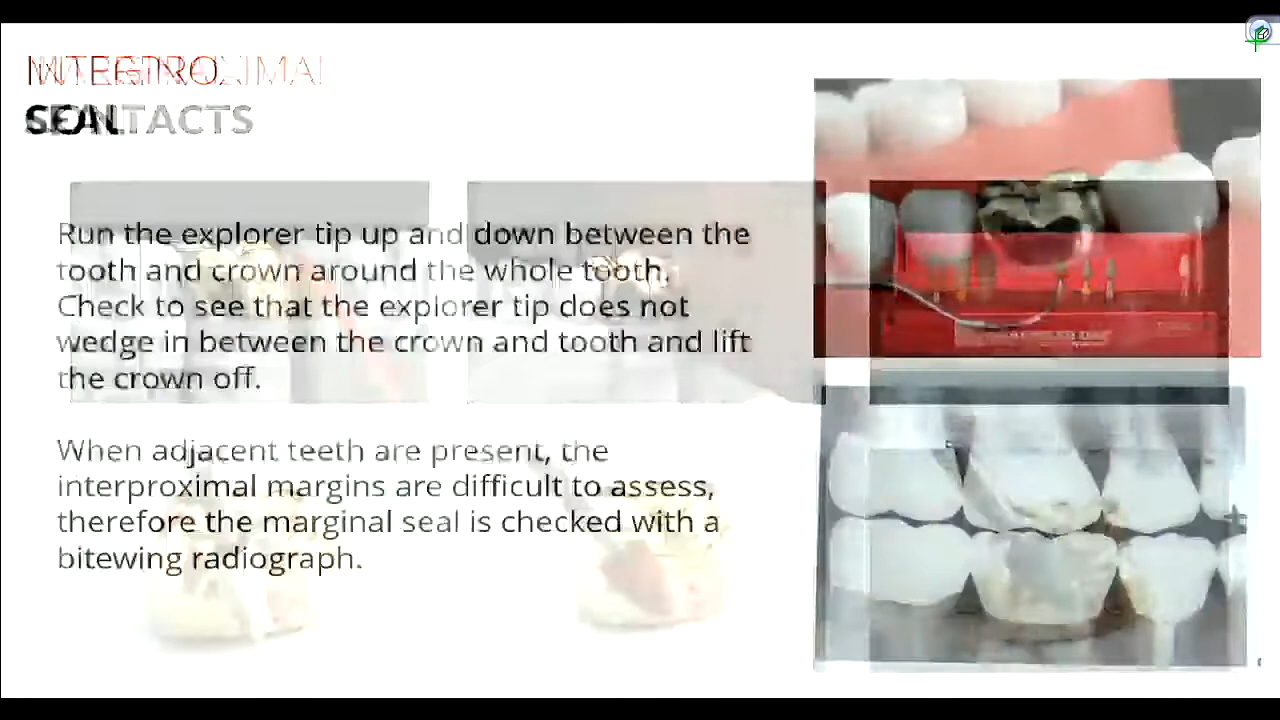 INTERPROXIMAL
SEAL
CONTACTS
Run the explorer tip up and down between the
tooth and crown around the whole tooth.
Check to see that the explorer tip does not
wedge in between the crown and tooth and lift
the crown off.
When adjacent teeth are present, the
interproximal margins are difficult to assess,
therefore the marginal seal is checked with a
bitewing radiograph.